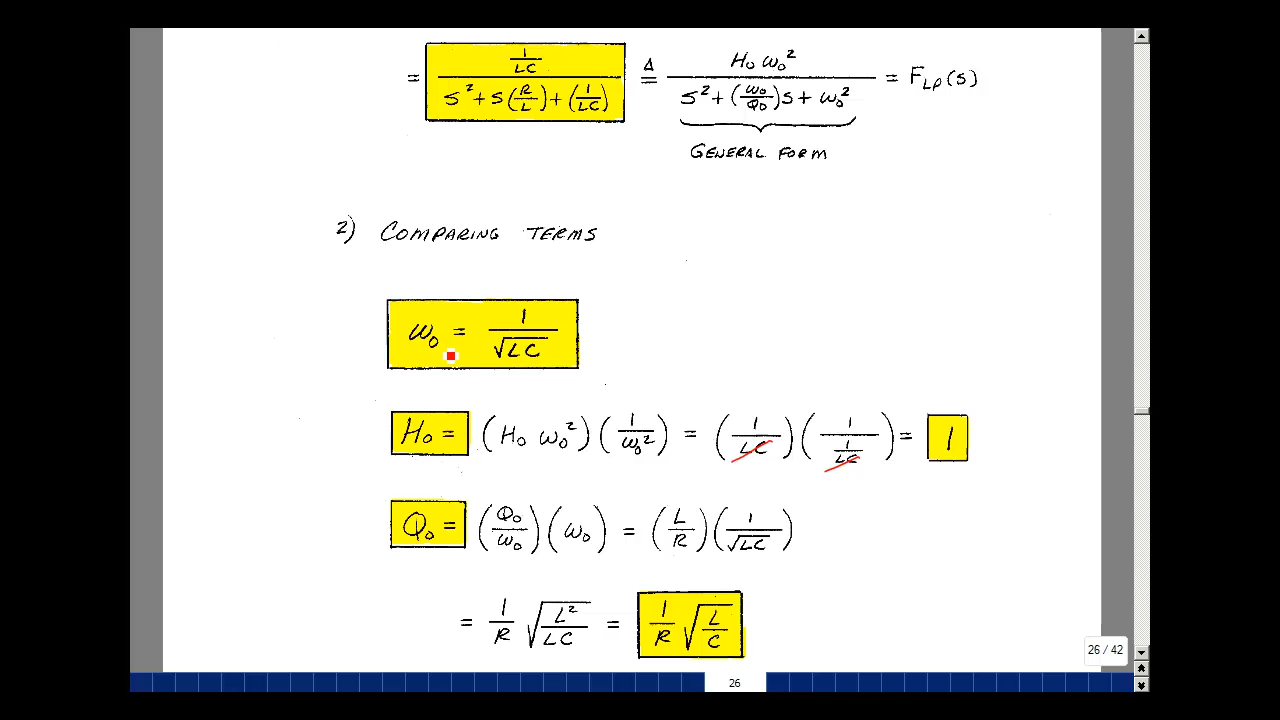 = (1/LC) / (S² + S(R/L) + (1/LC)) ≜ H₀ω₀² / (S² + (ω₀/Q₀)S + ω₀²) = F_LP(S)
GENERAL FORM
2) COMPARING TERMS
ω₀ = 1/√LC
H₀ = (H₀ ω₀²)(1/ω₀²) = (1/LC)(1/(1/LC)) = 1
Q₀ = (Q₀/ω₀)(ω₀) = (L/R)(1/√LC)
= 1/R √(L²/LC) = 1/R √(L/C)
26 / 42
26